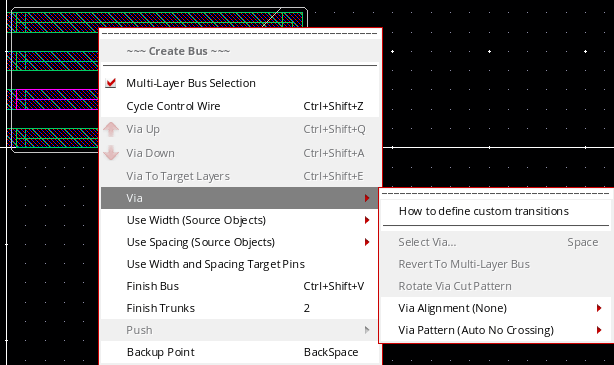 ~~~ Create Bus ~~~
Multi-Layer Bus Selection
Cycle Control Wire Ctrl+Shift+Z
Via Up Ctrl+Shift+Q
Via Down Ctrl+Shift+A
Via To Target Layers Ctrl+Shift+E
Via
Use Width (Source Objects)
Use Spacing (Source Objects)
Use Width and Spacing Target Pins
Finish Bus Ctrl+Shift+V
Finish Trunks 2
Push
Backup Point BackSpace
How to define custom transitions
Select Via... Space
Revert To Multi-Layer Bus
Rotate Via Cut Pattern
Via Alignment (None)
Via Pattern (Auto No Crossing)